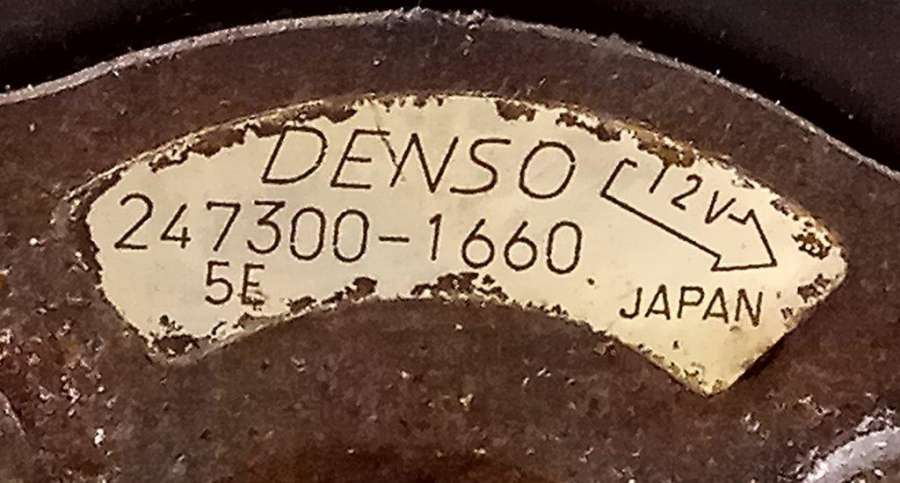 DENSO
12V
247300-1660
5E
JAPAN